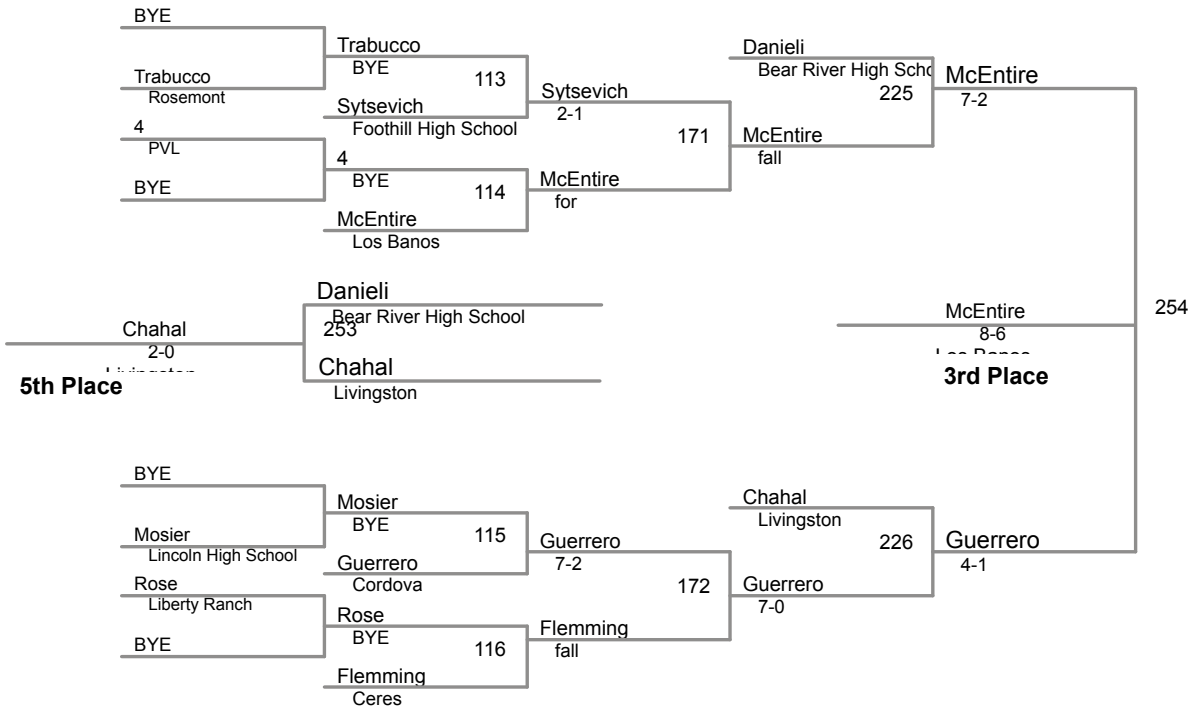 BYE
Trabucco
Rosemont
4
PVL
BYE
Trabucco
BYE
113
Sytsevich
Foothill High School
4
BYE
114
McEntire
Los Banos
Sytsevich
2-1
171
McEntire
for
Danieli
Bear River High Scho
225
McEntire
fall
McEntire
7-2
Danieli
Bear River High School
253
Chahal
Livingston
Chahal
2-0
5th Place
McEntire
8-6
3rd Place
254
BYE
Mosier
Lincoln High School
Rose
Liberty Ranch
BYE
Mosier
BYE
115
Guerrero
Cordova
Rose
BYE
116
Flemming
Ceres
Guerrero
7-2
172
Flemming
fall
Chahal
Livingston
226
Guerrero
7-0
Guerrero
4-1